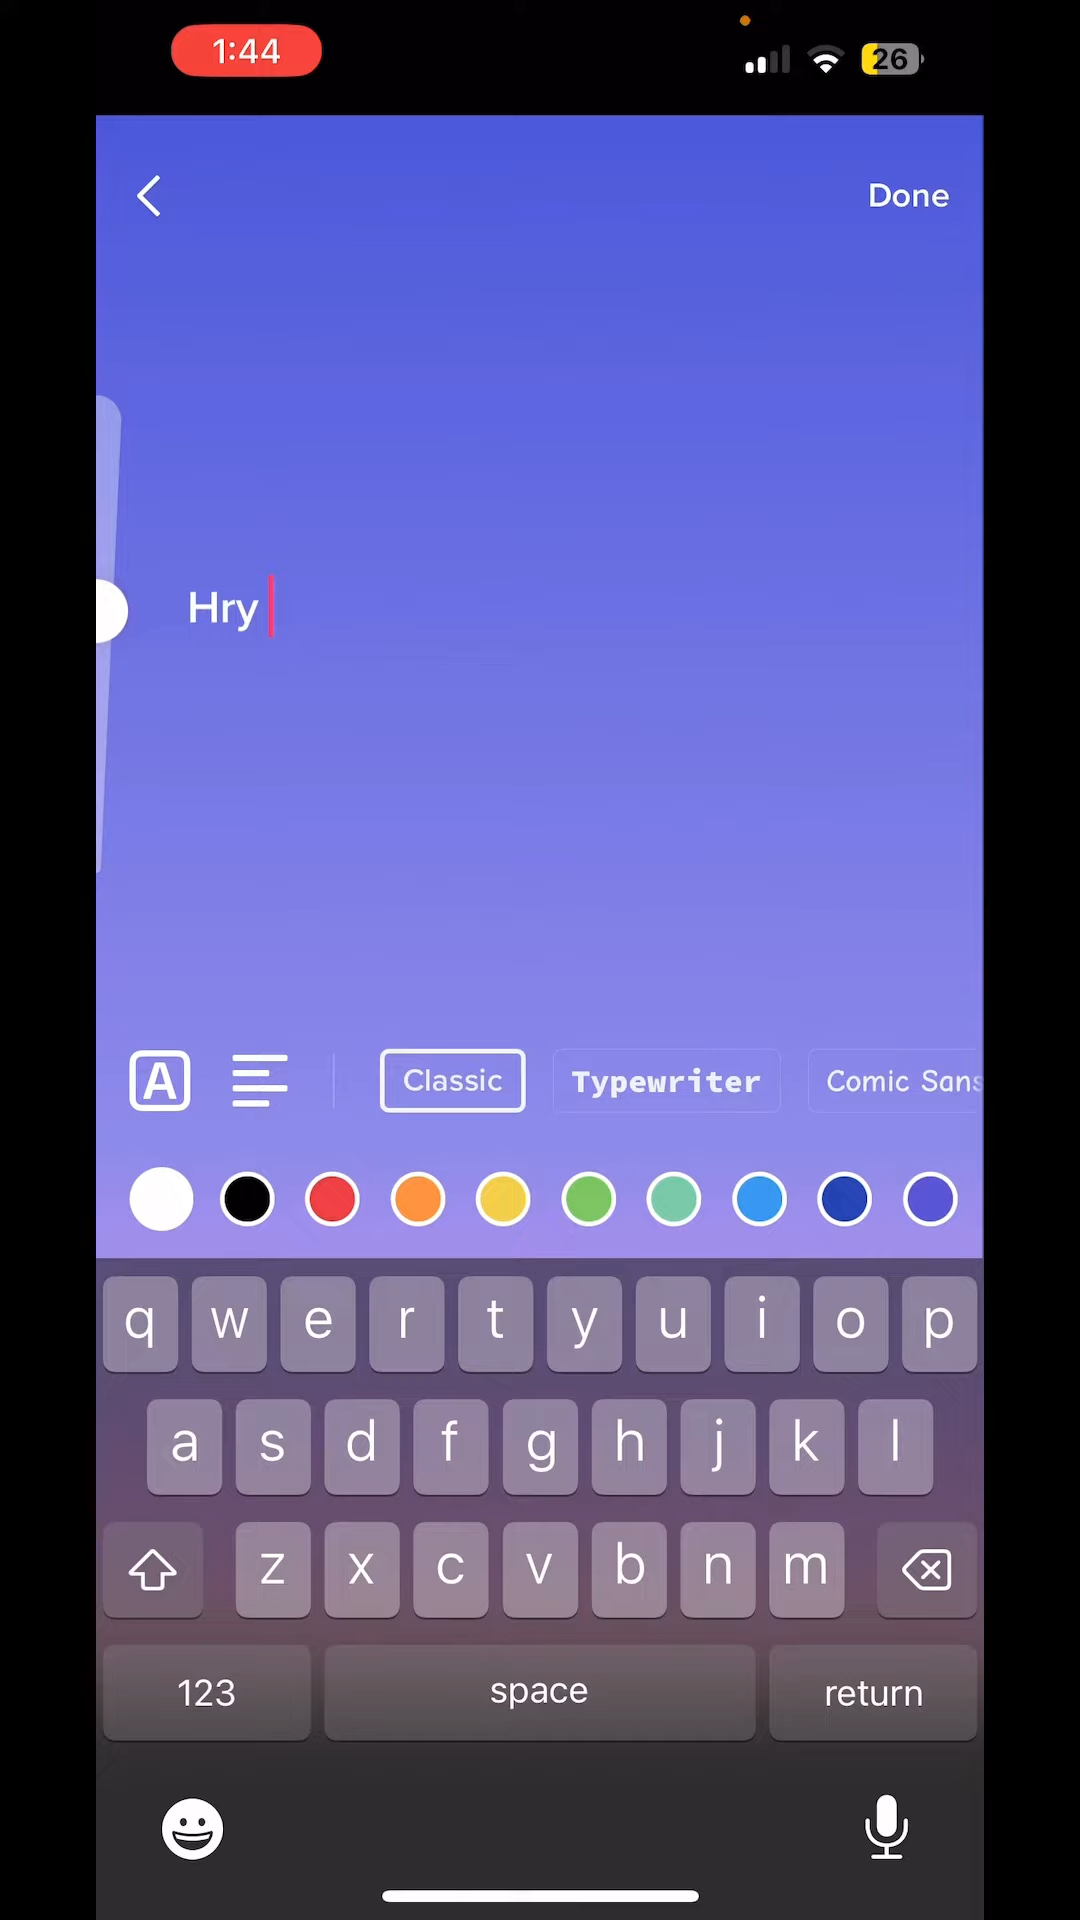 1:44
26
Done
Hry
A
Classic Typewriter Comic Sans
q w e r t y u i o p
a s d f g h j k l
z x c v b n m
123 space return